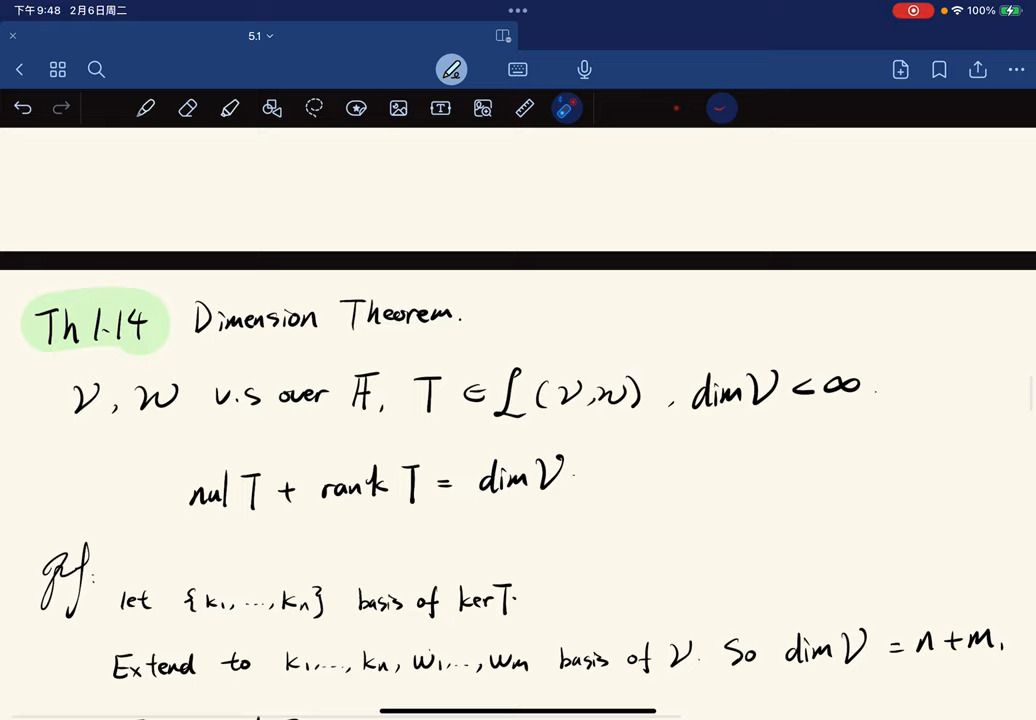 下午9:48 2月6日周二
100%
5.1
Th 1.14 Dimension Theorem.
V, W v.s over F, T ∈ L(V,W), dim V < ∞.
nul T + rank T = dim V.
pf:
let {k₁,...,kₙ} basis of ker T.
Extend to k₁,...,kₙ, w₁,..., wₘ basis of V. So dim V = n + m,